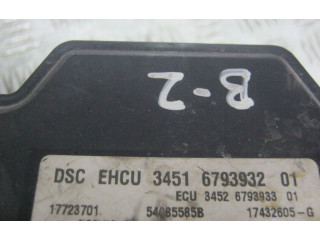 B-2
DSC EHCU 3451 6793932 01
ECU 3452 6793933 01
17723701 54085585B 17432605-G